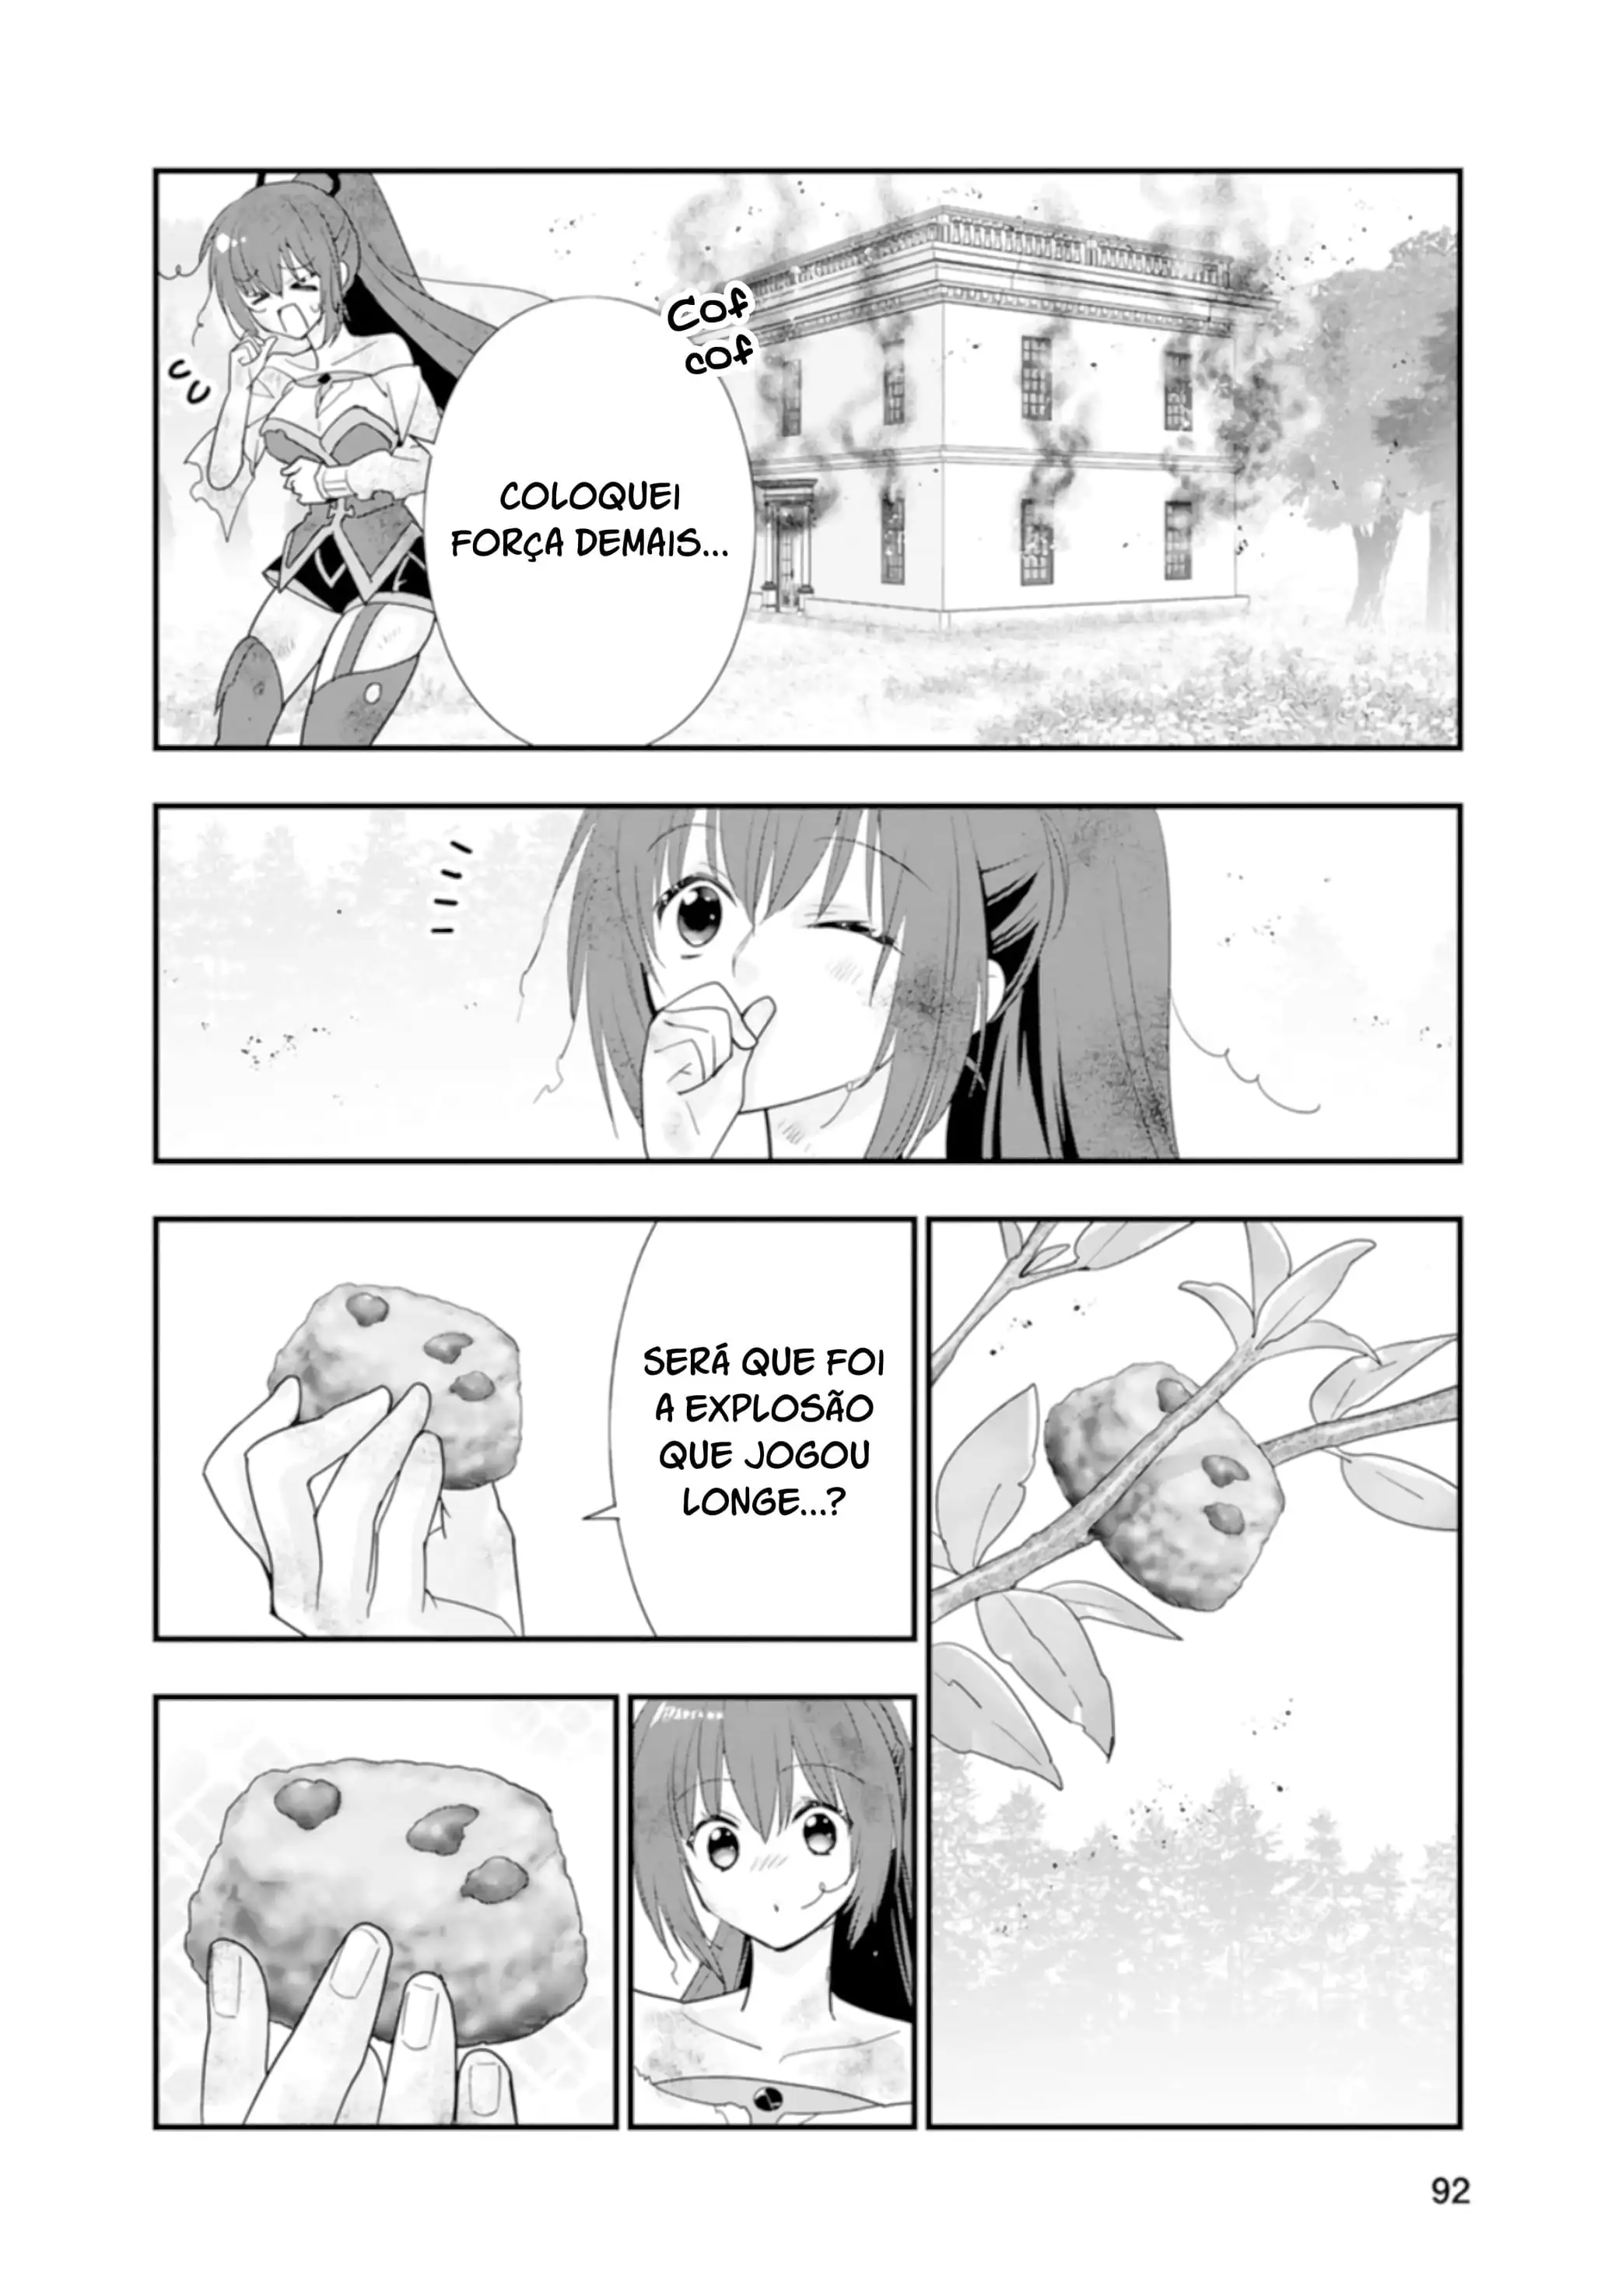 Cof
cof
COLOQUEI
FORÇA DEMAIS...
SERÁ QUE FOI
A EXPLOSÃO
QUE JOGOU
LONGE...?
92